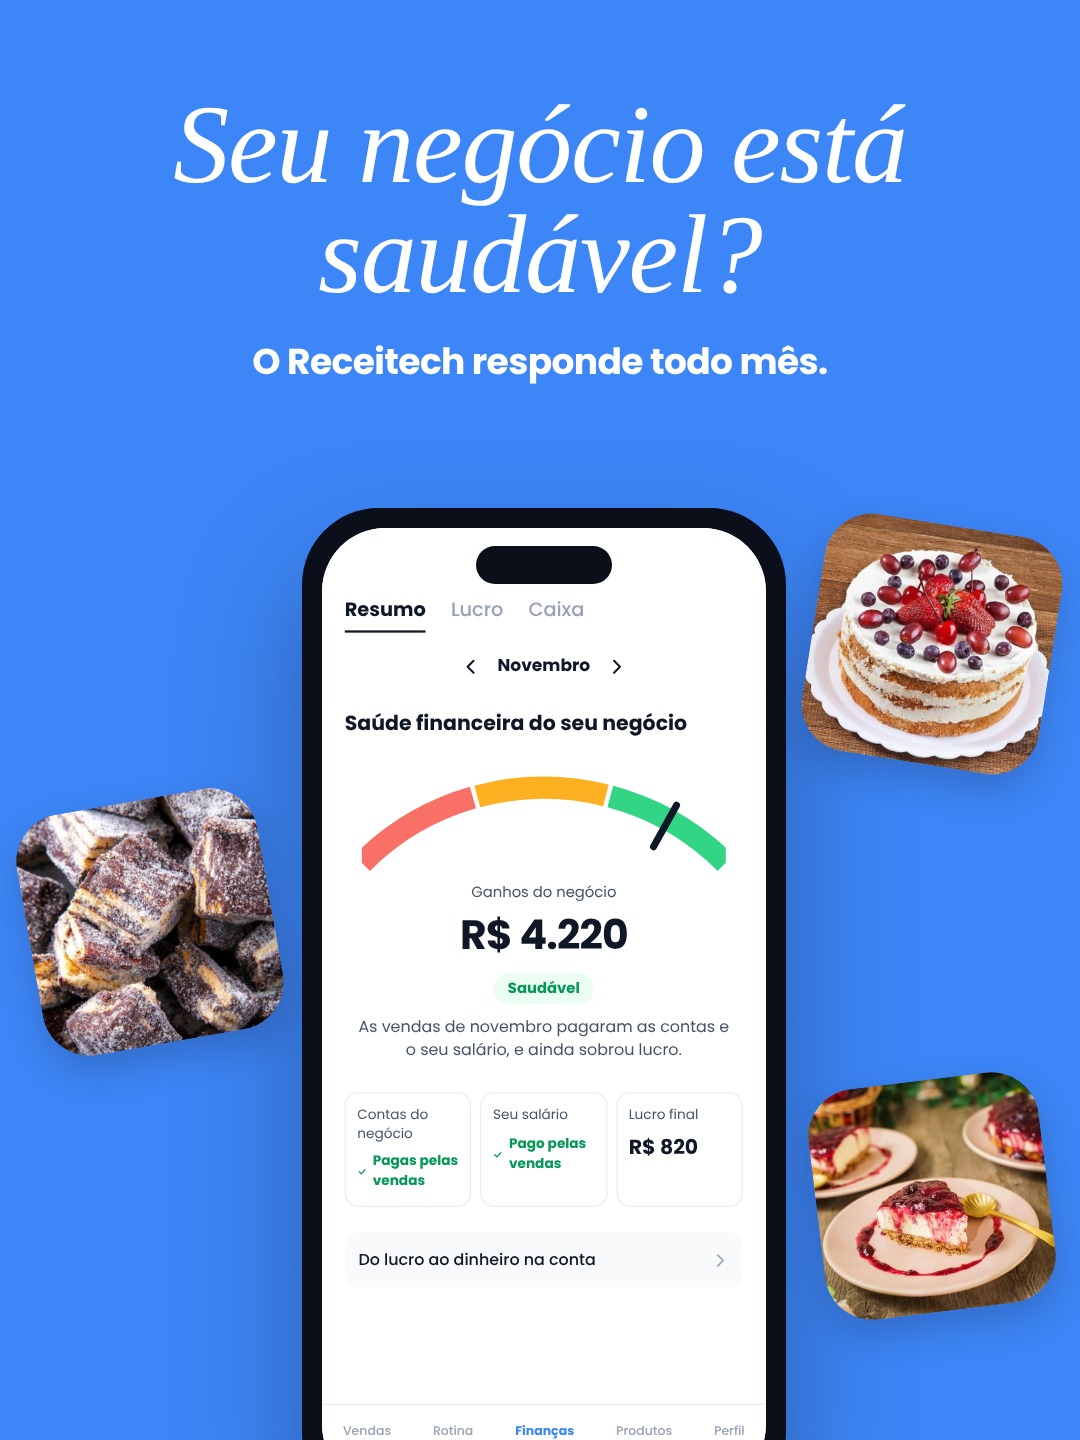 Seu negócio está
saudável?
O Receitech responde todo mês.
Resumo Lucro Caixa
Novembro
Saúde financeira do seu negócio
Ganhos do negócio
R$ 4.220
Saudável
As vendas de novembro pagaram as contas e
o seu salário, e ainda sobrou lucro.
Contas do
negócio
Pagas pelas
vendas
Seu salário
Pago pelas
vendas
Lucro final
R$ 820
Do lucro ao dinheiro na conta
Vendas Rotina Finanças Produtos Perfil